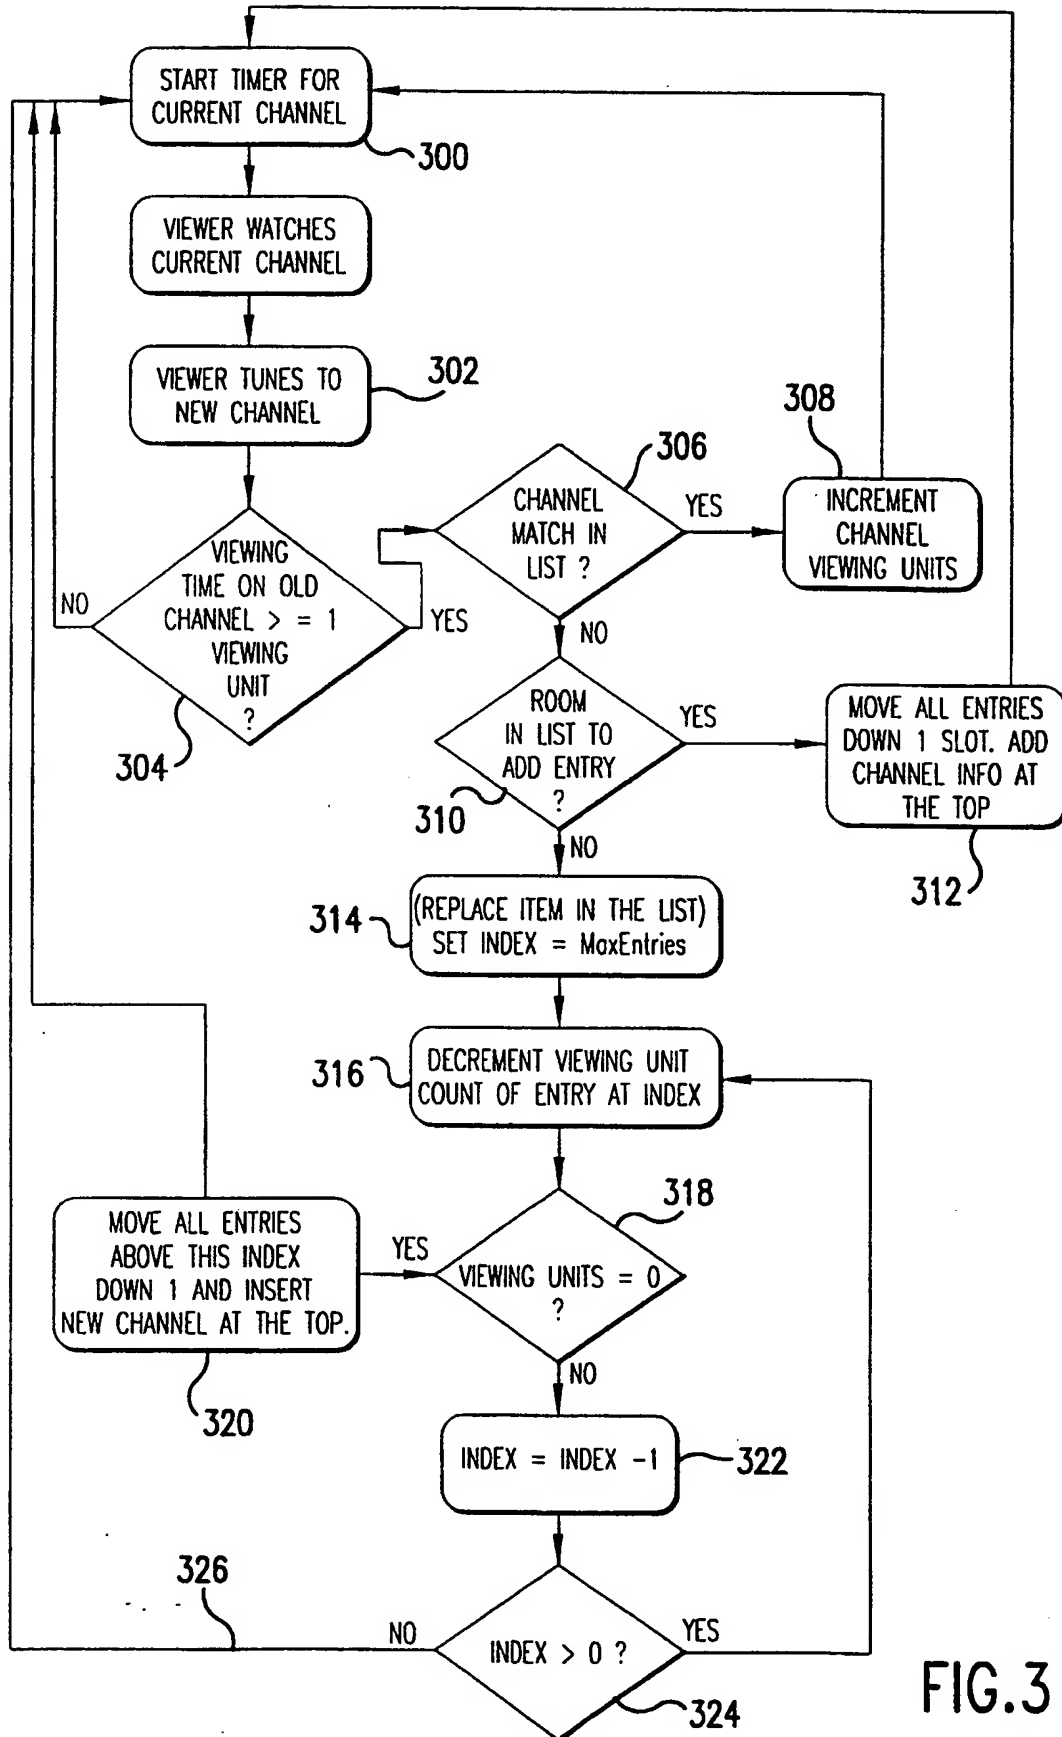 START TIMER FOR
CURRENT CHANNEL
300
VIEWER WATCHES
CURRENT CHANNEL
VIEWER TUNES TO
NEW CHANNEL
302
VIEWING
TIME ON OLD
CHANNEL > = 1
VIEWING
UNIT
?
NO
YES
304
CHANNEL
MATCH IN
LIST ?
306
YES
NO
308
INCREMENT
CHANNEL
VIEWING UNITS
ROOM
IN LIST TO
ADD ENTRY
?
310
YES
NO
MOVE ALL ENTRIES
DOWN 1 SLOT. ADD
CHANNEL INFO AT
THE TOP
312
314
(REPLACE ITEM IN THE LIST)
SET INDEX = MaxEntries
316
DECREMENT VIEWING UNIT
COUNT OF ENTRY AT INDEX
318
VIEWING UNITS = 0
?
YES
NO
MOVE ALL ENTRIES
ABOVE THIS INDEX
DOWN 1 AND INSERT
NEW CHANNEL AT THE TOP.
320
INDEX = INDEX -1
322
326
NO
INDEX > 0 ?
YES
324
FIG.3